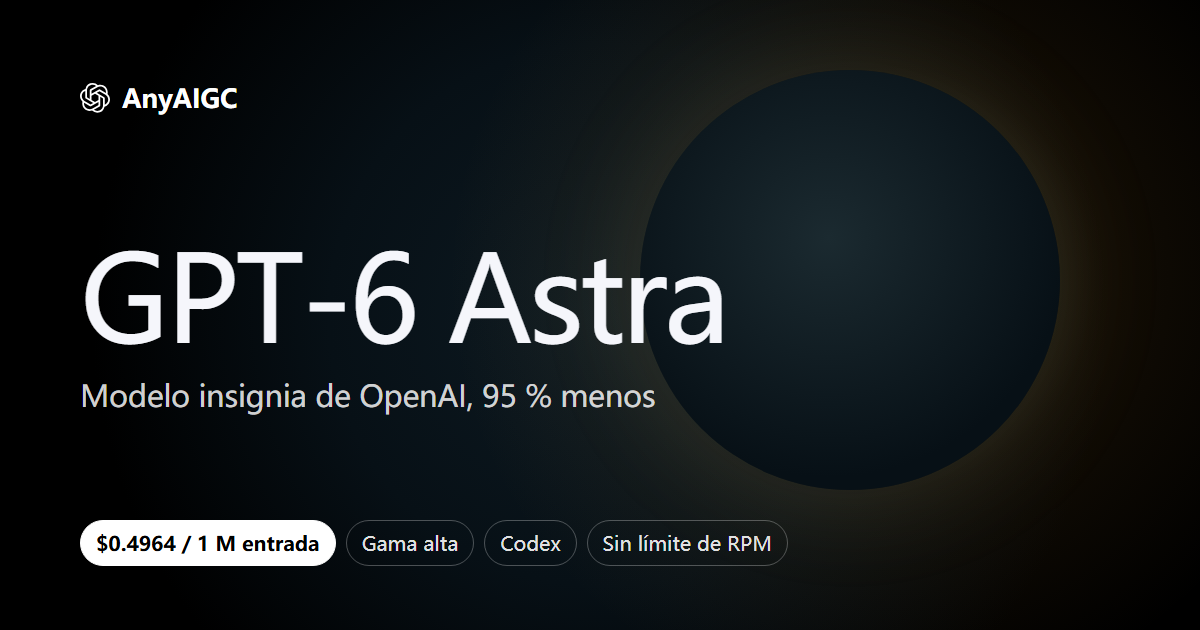 AnyAIGC
GPT-6 Astra
Modelo insignia de OpenAI, 95 % menos
$0.4964 / 1 M entrada
Gama alta
Codex
Sin límite de RPM